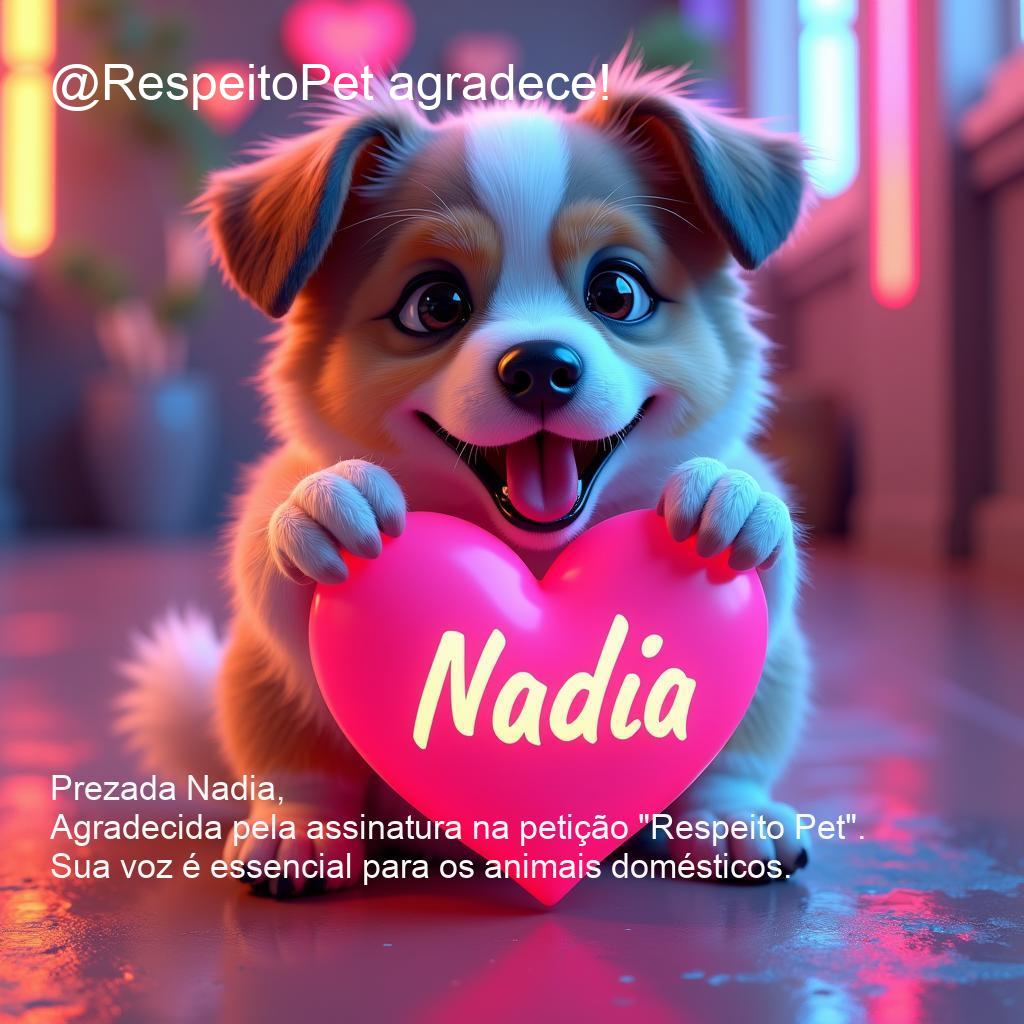 @RespeitoPet agradece!
Nadia
Prezada Nadia,
Agradecida pela assinatura na petição "Respeito Pet".
Sua voz é essencial para os animais domésticos.